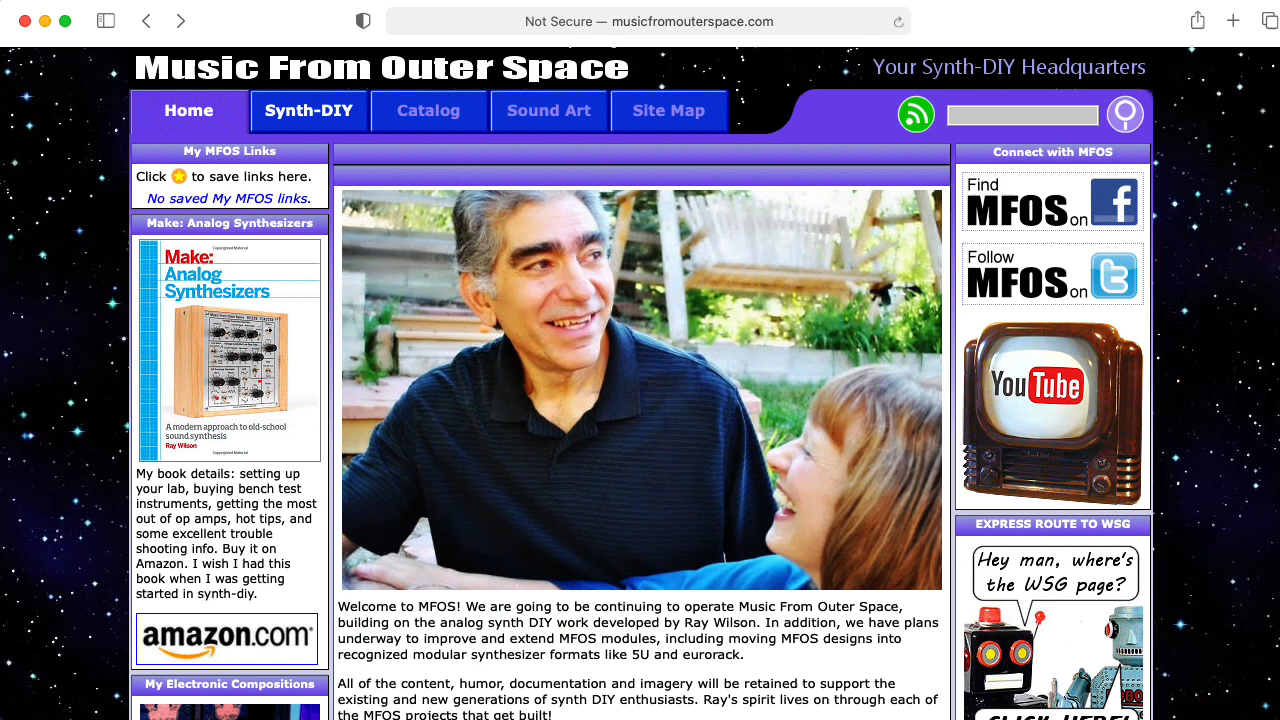 Not Secure — musicfromouterspace.com
Music From Outer Space
Your Synth-DIY Headquarters
Home
Synth-DIY
Catalog
Sound Art
Site Map
My MFOS Links
Click to save links here.
No saved My MFOS links.
Make: Analog Synthesizers
Copyrighted Material
Make:
Analog
Synthesizers
A modern approach to old-school
sound synthesis
Ray Wilson
Copyrighted Material
My book details: setting up
your lab, buying bench test
instruments, getting the most
out of op amps, hot tips, and
some excellent trouble
shooting info. Buy it on
Amazon. I wish I had this
book when I was getting
started in synth-diy.
amazon.com
My Electronic Compositions
Welcome to MFOS! We are going to be continuing to operate Music From Outer Space,
building on the analog synth DIY work developed by Ray Wilson. In addition, we have plans
underway to improve and extend MFOS modules, including moving MFOS designs into
recognized modular synthesizer formats like 5U and eurorack.
All of the content, humor, documentation and imagery will be retained to support the
existing and new generations of synth DIY enthusiasts. Ray's spirit lives on through each of
the MFOS projects that get built!
Connect with MFOS
Find
MFOS on f
Follow
MFOS on t
YouTube
EXPRESS ROUTE TO WSG
Hey man, where's
the WSG page?
ROBO
CLICK HERE!